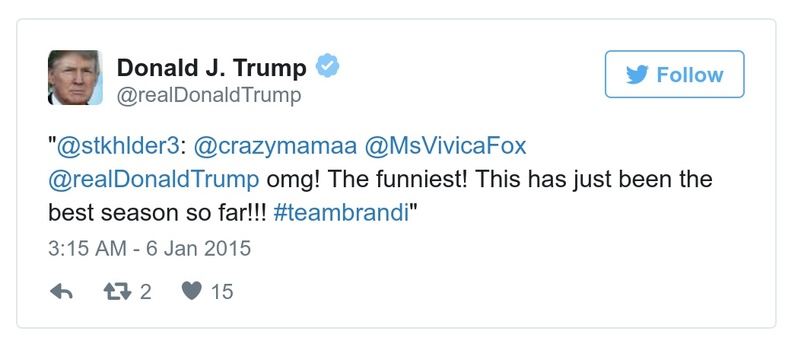 Donald J. Trump
@realDonaldTrump
Follow
"@stkhlder3: @crazymamaa @MsVivicaFox
@realDonaldTrump omg! The funniest! This has just been the
best season so far!!! #teambrandi"
3:15 AM - 6 Jan 2015
2 15